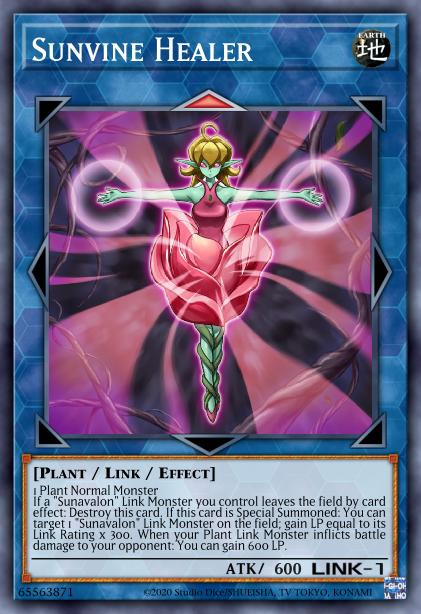 Sunvine Healer
EARTH
地
[Plant / Link / Effect]
1 Plant Normal Monster
If a "Sunavalon" Link Monster you control leaves the field by card
effect: Destroy this card. If this card is Special Summoned: You can
target 1 "Sunavalon" Link Monster on the field; gain LP equal to its
Link Rating x 300. When your Plant Link Monster inflicts battle
damage to your opponent: You can gain 600 LP.
ATK/ 600 LINK-1
65563871
©2020 Studio Dice/SHUEISHA, TV TOKYO, KONAMI